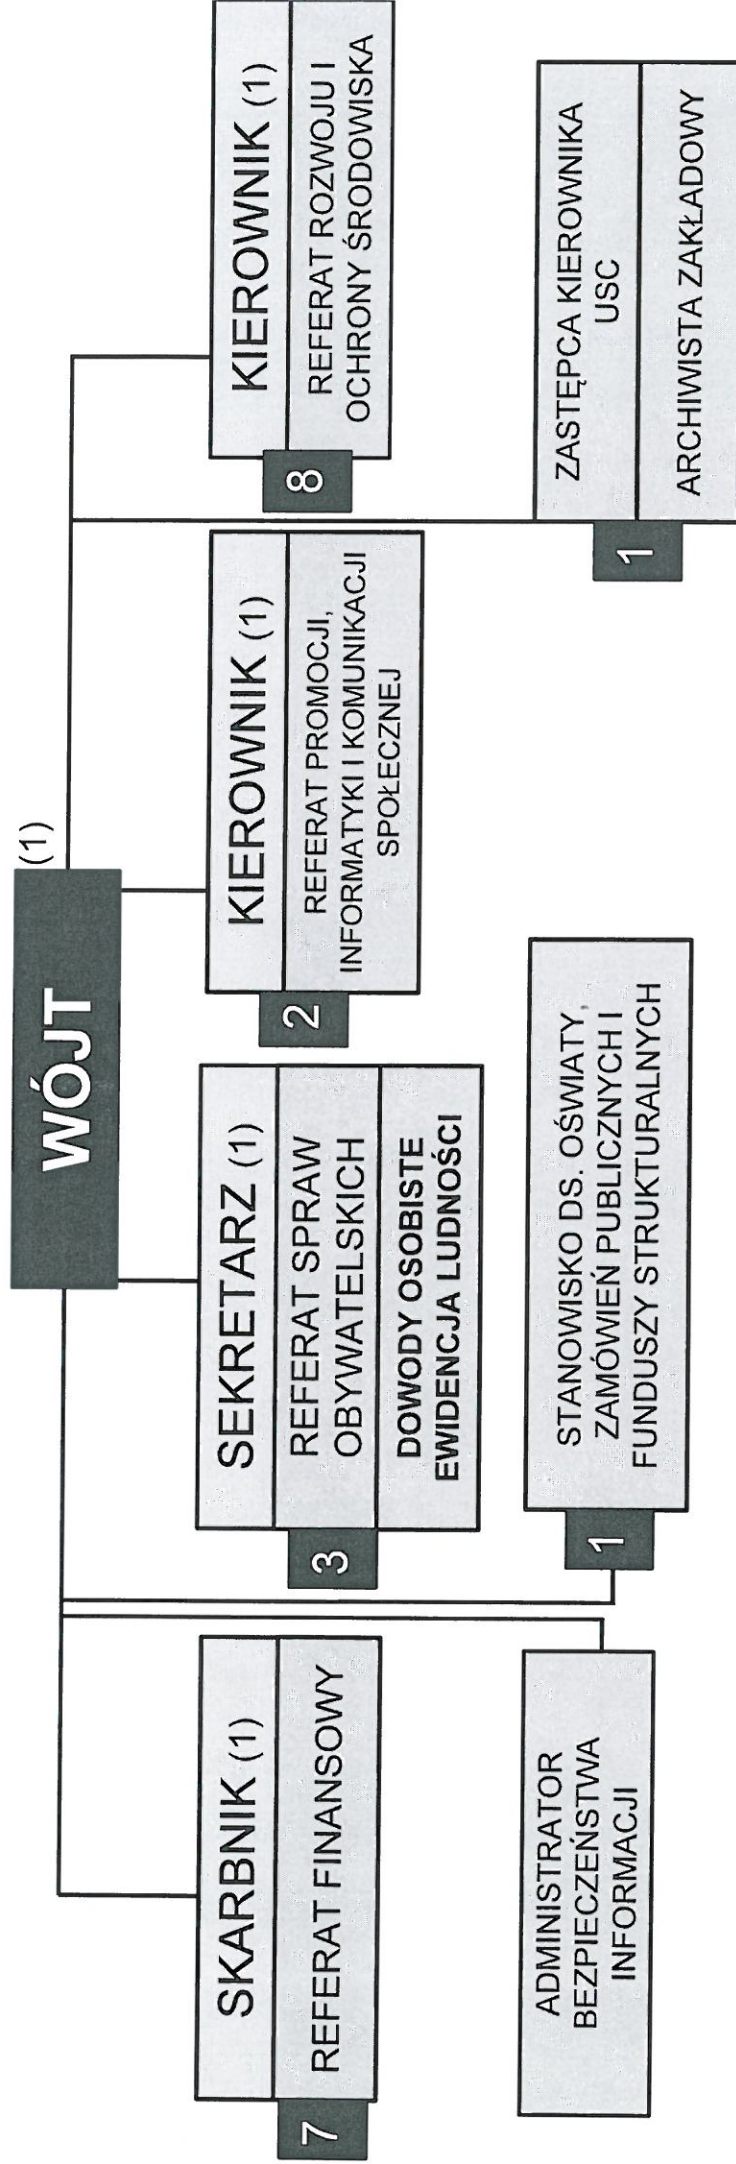 WÓJT
(1)
SKARBNIK (1)
REFERAT FINANSOWY
7
SEKRETARZ (1)
REFERAT SPRAW
OBYWATELSKICH
DOWODY OSOBISTE
EWIDENCJA LUDNOŚCI
3
KIEROWNIK (1)
REFERAT PROMOCJI,
INFORMATYKI I KOMUNIKACJI
SPOŁECZNEJ
2
KIEROWNIK (1)
REFERAT ROZWOJU I
OCHRONY ŚRODOWISKA
8
ADMINISTRATOR
BEZPIECZEŃSTWA
INFORMACJI
STANOWISKO DS. OŚWIATY,
ZAMÓWIEŃ PUBLICZNYCH I
FUNDUSZY STRUKTURALNYCH
1
ZASTĘPCA KIEROWNIKA
USC
ARCHIWISTA ZAKŁADOWY
1